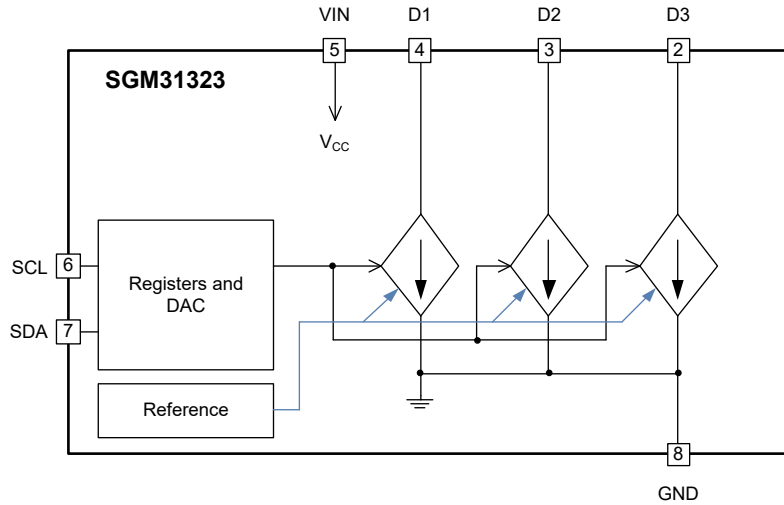 VIN D1 D2 D3
5 4 3 2
SGM31323
VCC
SCL 6
Registers and
DAC
SDA 7
Reference
8
GND